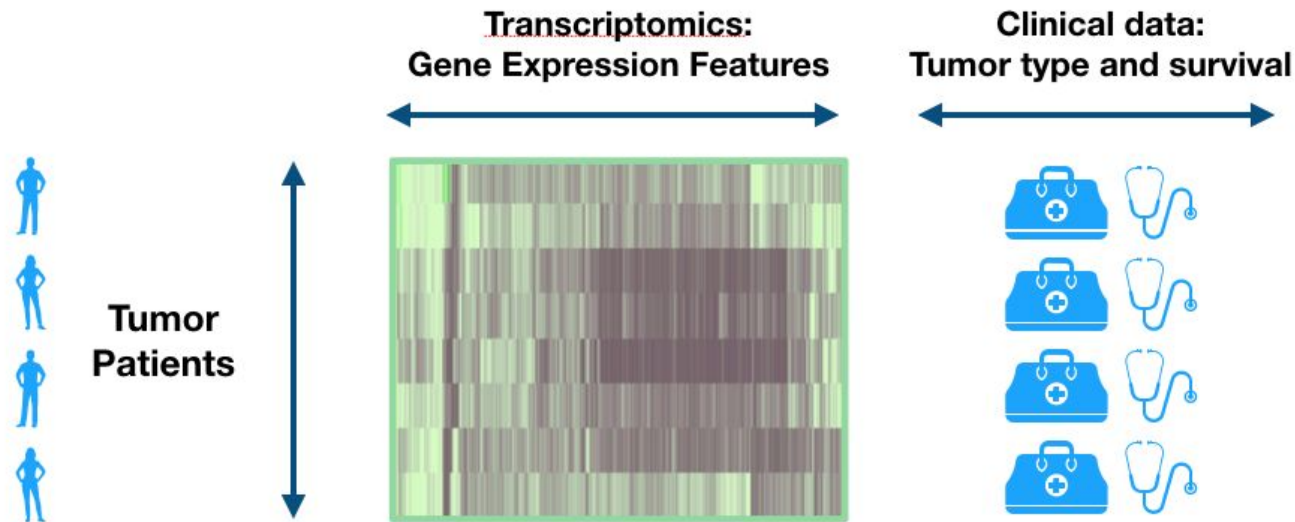 Transcriptomics:
Gene Expression Features
Clinical data:
Tumor type and survival
Tumor
Patients